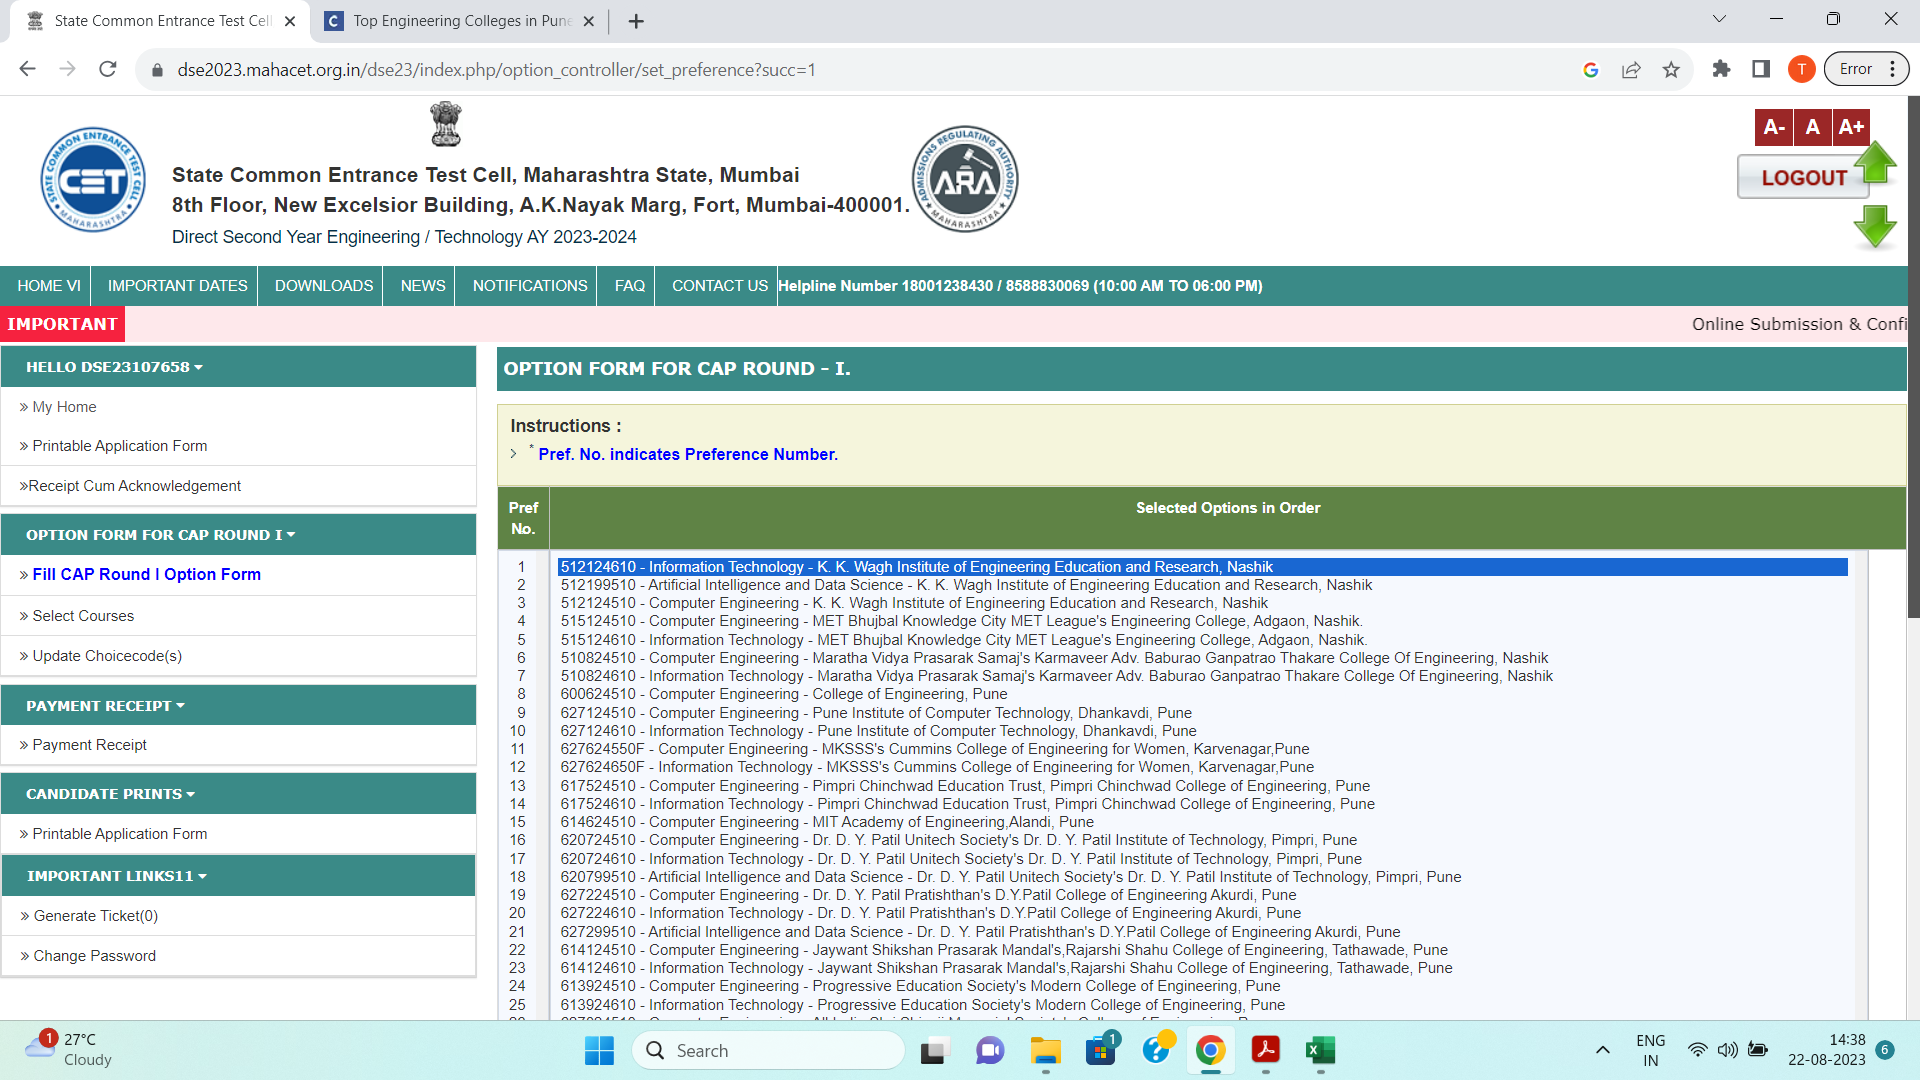 State Common Entrance Test Cell
Top Engineering Colleges in Pune
dse2023.mahacet.org.in/dse23/index.php/option_controller/set_preference?succ=1
T
Error
STATE COMMON ENTRANCE TEST CELL
CET
MAHARASHTRA
State Common Entrance Test Cell, Maharashtra State, Mumbai
8th Floor, New Excelsior Building, A.K.Nayak Marg, Fort, Mumbai-400001.
Direct Second Year Engineering / Technology AY 2023-2024
ADMISSIONS REGULATING AUTHORITY
ARA
MAHARASHTRA
A- A A+
LOGOUT
HOME VI IMPORTANT DATES DOWNLOADS NEWS NOTIFICATIONS FAQ CONTACT US Helpline Number 18001238430 / 8588830069 (10:00 AM TO 06:00 PM)
IMPORTANT
Online Submission & Confi
HELLO DSE23107658
» My Home
» Printable Application Form
»Receipt Cum Acknowledgement
OPTION FORM FOR CAP ROUND I
» Fill CAP Round I Option Form
» Select Courses
» Update Choicecode(s)
PAYMENT RECEIPT
» Payment Receipt
CANDIDATE PRINTS
» Printable Application Form
IMPORTANT LINKS11
» Generate Ticket(0)
» Change Password
OPTION FORM FOR CAP ROUND - I.
Instructions :
* Pref. No. indicates Preference Number.
Pref No. Selected Options in Order
1 512124610 - Information Technology - K. K. Wagh Institute of Engineering Education and Research, Nashik
2 512199510 - Artificial Intelligence and Data Science - K. K. Wagh Institute of Engineering Education and Research, Nashik
3 512124510 - Computer Engineering - K. K. Wagh Institute of Engineering Education and Research, Nashik
4 515124510 - Computer Engineering - MET Bhujbal Knowledge City MET League's Engineering College, Adgaon, Nashik.
5 515124610 - Information Technology - MET Bhujbal Knowledge City MET League's Engineering College, Adgaon, Nashik.
6 510824510 - Computer Engineering - Maratha Vidya Prasarak Samaj's Karmaveer Adv. Baburao Ganpatrao Thakare College Of Engineering, Nashik
7 510824610 - Information Technology - Maratha Vidya Prasarak Samaj's Karmaveer Adv. Baburao Ganpatrao Thakare College Of Engineering, Nashik
8 600624510 - Computer Engineering - College of Engineering, Pune
9 627124510 - Computer Engineering - Pune Institute of Computer Technology, Dhankavdi, Pune
10 627124610 - Information Technology - Pune Institute of Computer Technology, Dhankavdi, Pune
11 627624550F - Computer Engineering - MKSSS's Cummins College of Engineering for Women, Karvenagar,Pune
12 627624650F - Information Technology - MKSSS's Cummins College of Engineering for Women, Karvenagar,Pune
13 617524510 - Computer Engineering - Pimpri Chinchwad Education Trust, Pimpri Chinchwad College of Engineering, Pune
14 617524610 - Information Technology - Pimpri Chinchwad Education Trust, Pimpri Chinchwad College of Engineering, Pune
15 614624510 - Computer Engineering - MIT Academy of Engineering,Alandi, Pune
16 620724510 - Computer Engineering - Dr. D. Y. Patil Unitech Society's Dr. D. Y. Patil Institute of Technology, Pimpri, Pune
17 620724610 - Information Technology - Dr. D. Y. Patil Unitech Society's Dr. D. Y. Patil Institute of Technology, Pimpri, Pune
18 620799510 - Artificial Intelligence and Data Science - Dr. D. Y. Patil Unitech Society's Dr. D. Y. Patil Institute of Technology, Pimpri, Pune
19 627224510 - Computer Engineering - Dr. D. Y. Patil Pratishthan's D.Y.Patil College of Engineering Akurdi, Pune
20 627224610 - Information Technology - Dr. D. Y. Patil Pratishthan's D.Y.Patil College of Engineering Akurdi, Pune
21 627299510 - Artificial Intelligence and Data Science - Dr. D. Y. Patil Pratishthan's D.Y.Patil College of Engineering Akurdi, Pune
22 614124510 - Computer Engineering - Jaywant Shikshan Prasarak Mandal's,Rajarshi Shahu College of Engineering, Tathawade, Pune
23 614124610 - Information Technology - Jaywant Shikshan Prasarak Mandal's,Rajarshi Shahu College of Engineering, Tathawade, Pune
24 613924510 - Computer Engineering - Progressive Education Society's Modern College of Engineering, Pune
25 613924610 - Information Technology - Progressive Education Society's Modern College of Engineering, Pune
1
27°C
Cloudy
Search
1
ENG
IN
14:38
22-08-2023
6